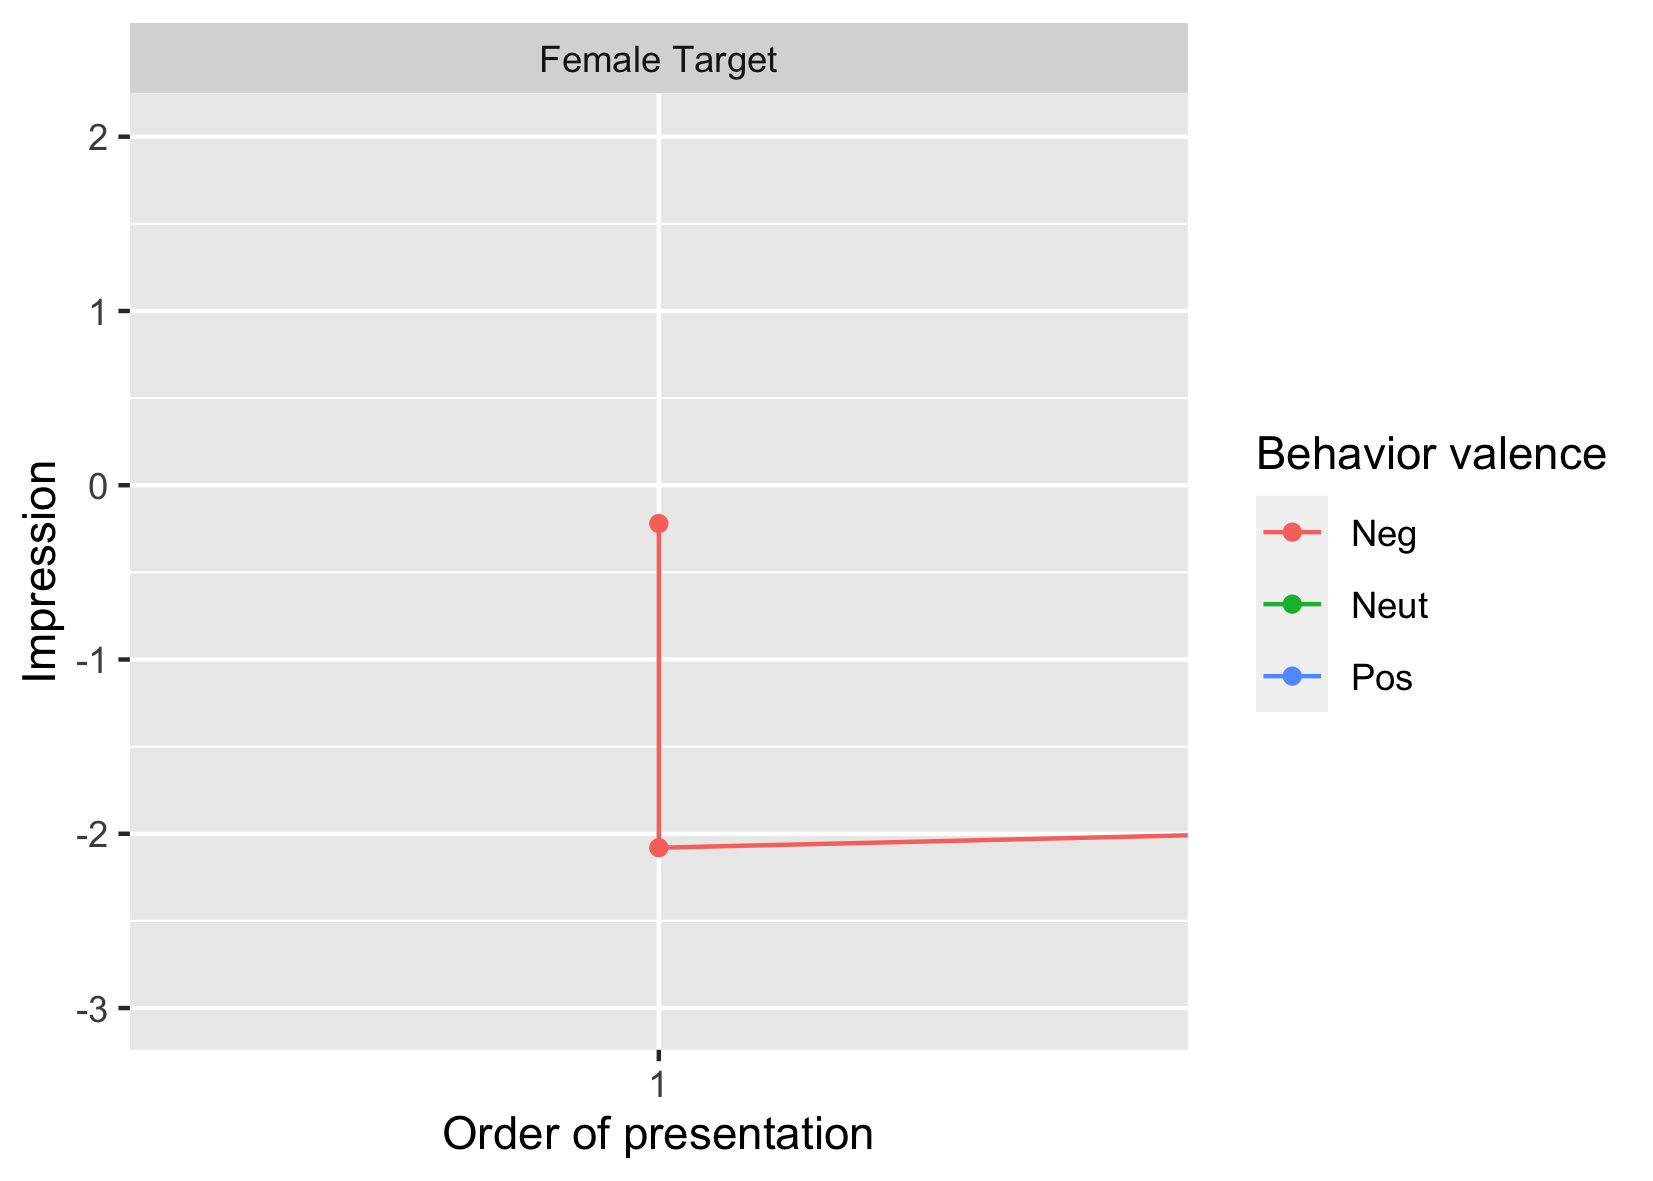 Female Target
2
1
0
-1
-2
-3
Impression
1
Order of presentation
Behavior valence
Neg
Neut
Pos